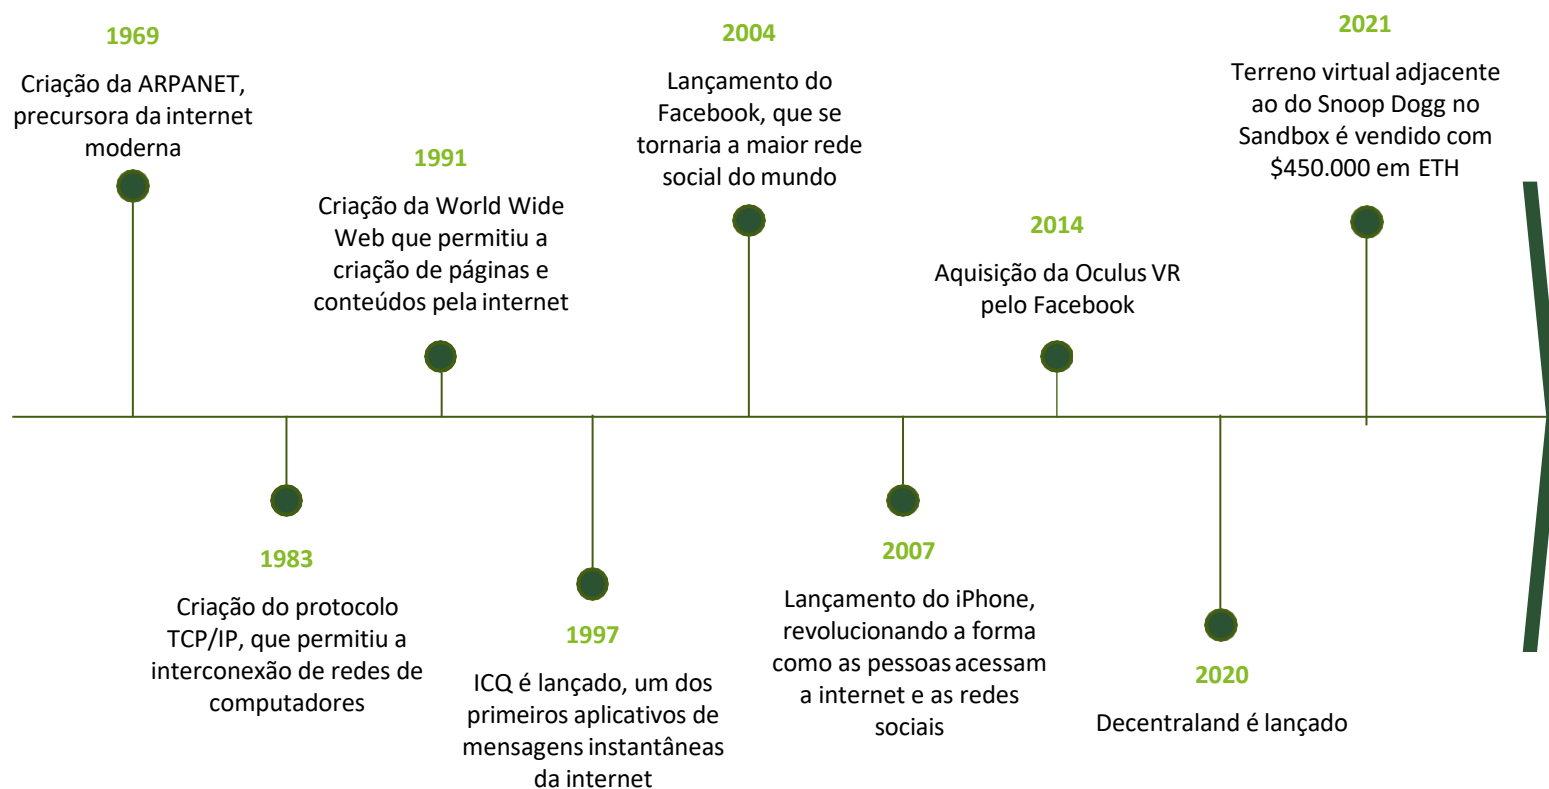 1969
Criação da ARPANET,
precursora da internet
moderna
1983
Criação do protocolo
TCP/IP, que permitiu a
interconexão de redes de
computadores
1991
Criação da World Wide
Web que permitiu a
criação de páginas e
conteúdos pela internet
1997
ICQ é lançado, um dos
primeiros aplicativos de
mensagens instantâneas
da internet
2004
Lançamento do
Facebook, que se
tornaria a maior rede
social do mundo
2007
Lançamento do iPhone,
revolucionando a forma
como as pessoas acessam
a internet e as redes
sociais
2014
Aquisição da Oculus VR
pelo Facebook
2020
Decentraland é lançado
2021
Terreno virtual adjacente
ao do Snoop Dogg no
Sandbox é vendido com
$450.000 em ETH